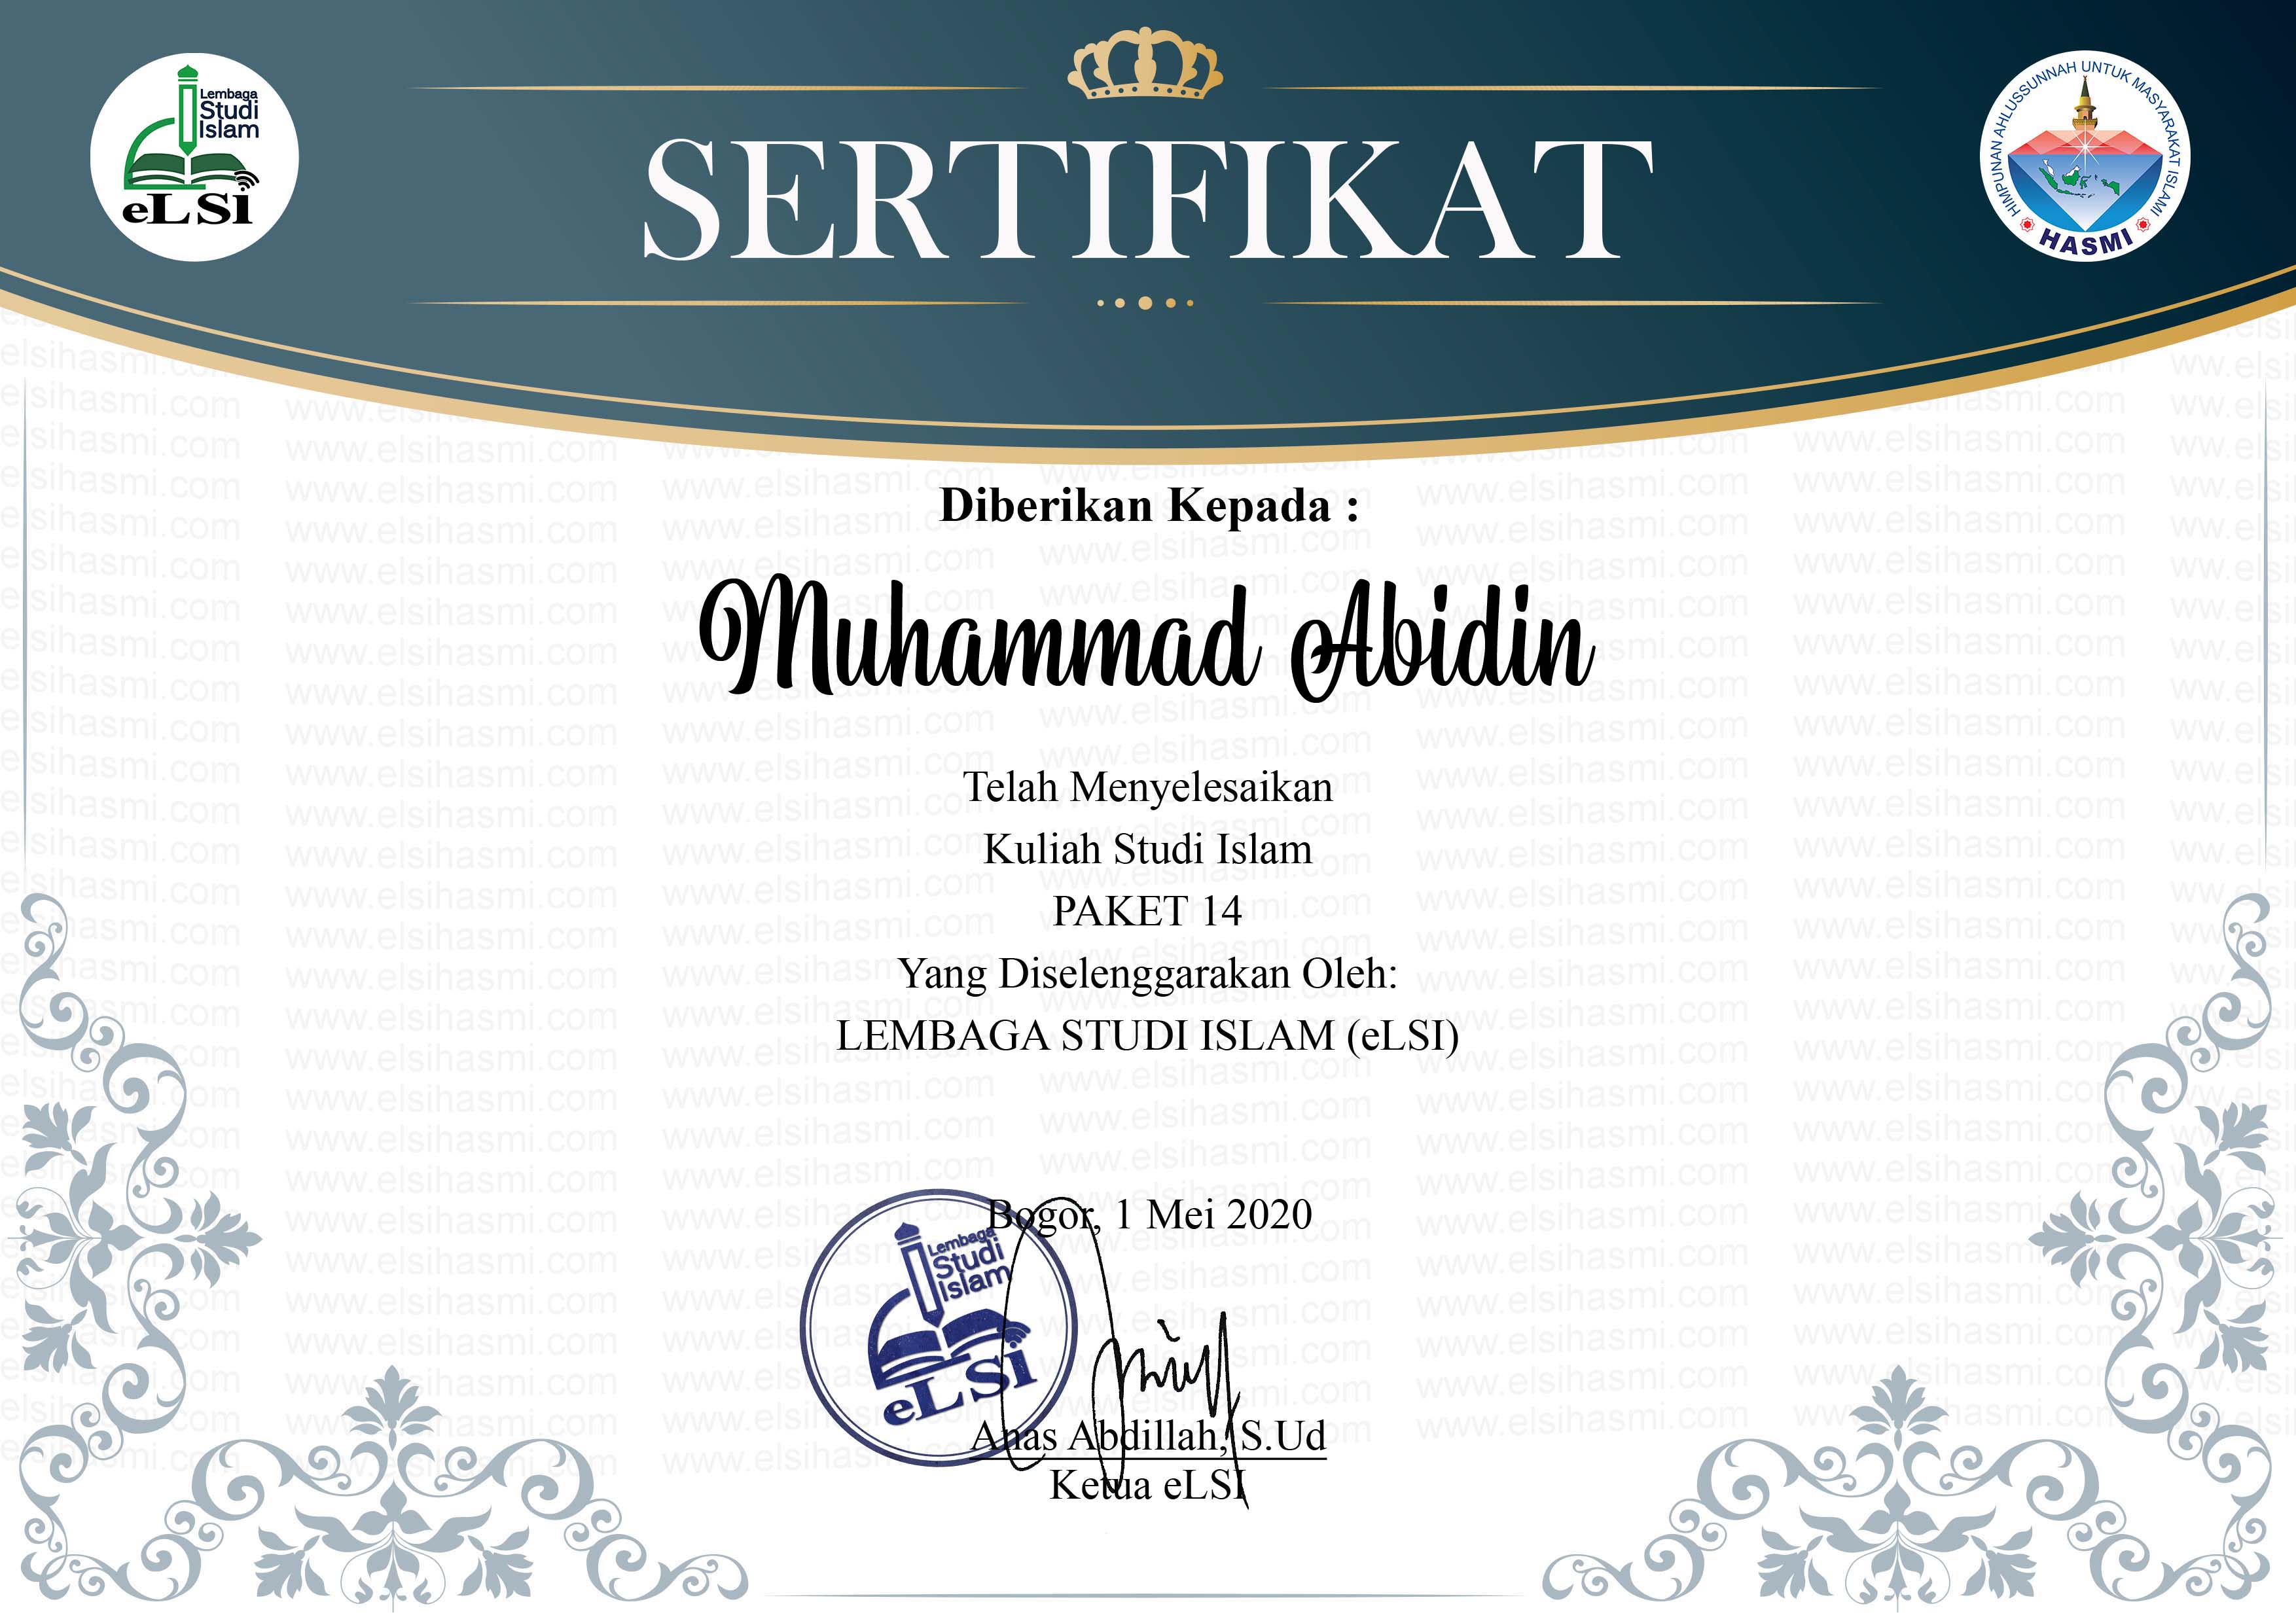 Lembaga
Studi
Islam
eLSi
SERTIFIKAT
HIMPUNAN AHLUSSUNNAH UNTUK MASYARAKAT ISLAMI
HASMI
Diberikan Kepada :
Muhammad Abidin
Telah Menyelesaikan
Kuliah Studi Islam
PAKET 14
Yang Diselenggarakan Oleh:
LEMBAGA STUDI ISLAM (eLSI)
Bogor, 1 Mei 2020
Lembaga
Studi
Islam
eLSi
Anas Abdillah, S.Ud
Ketua eLSI
www.elsihasmi.com